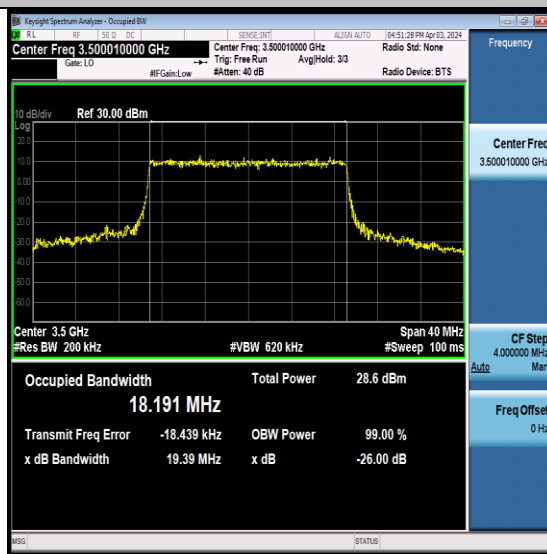 Keysight Spectrum Analyzer - Occupied BW
RL RF 50 Ω DC SENSE:INT ALIGN AUTO 04:51:28 PM Apr 03, 2024
Center Freq 3.500010000 GHz Center Freq: 3.500010000 GHz Radio Std: None Frequency
Gate: LO Trig: Free Run Avg|Hold: 3/3
#IFGain:Low #Atten: 40 dB Radio Device: BTS
10 dB/div Ref 30.00 dBm
Log
20.0
10.0
0.00
-10.0
-20.0
-30.0
-40.0
-50.0
-60.0
Center Freq
3.500010000 GHz
Center 3.5 GHz Span 40 MHz
#Res BW 200 kHz #VBW 620 kHz #Sweep 100 ms
CF Step
4.000000 MHz
Auto Man
Occupied Bandwidth Total Power 28.6 dBm
18.191 MHz
Transmit Freq Error -18.439 kHz OBW Power 99.00 %
x dB Bandwidth 19.39 MHz x dB -26.00 dB
Freq Offset
0 Hz
MSG STATUS